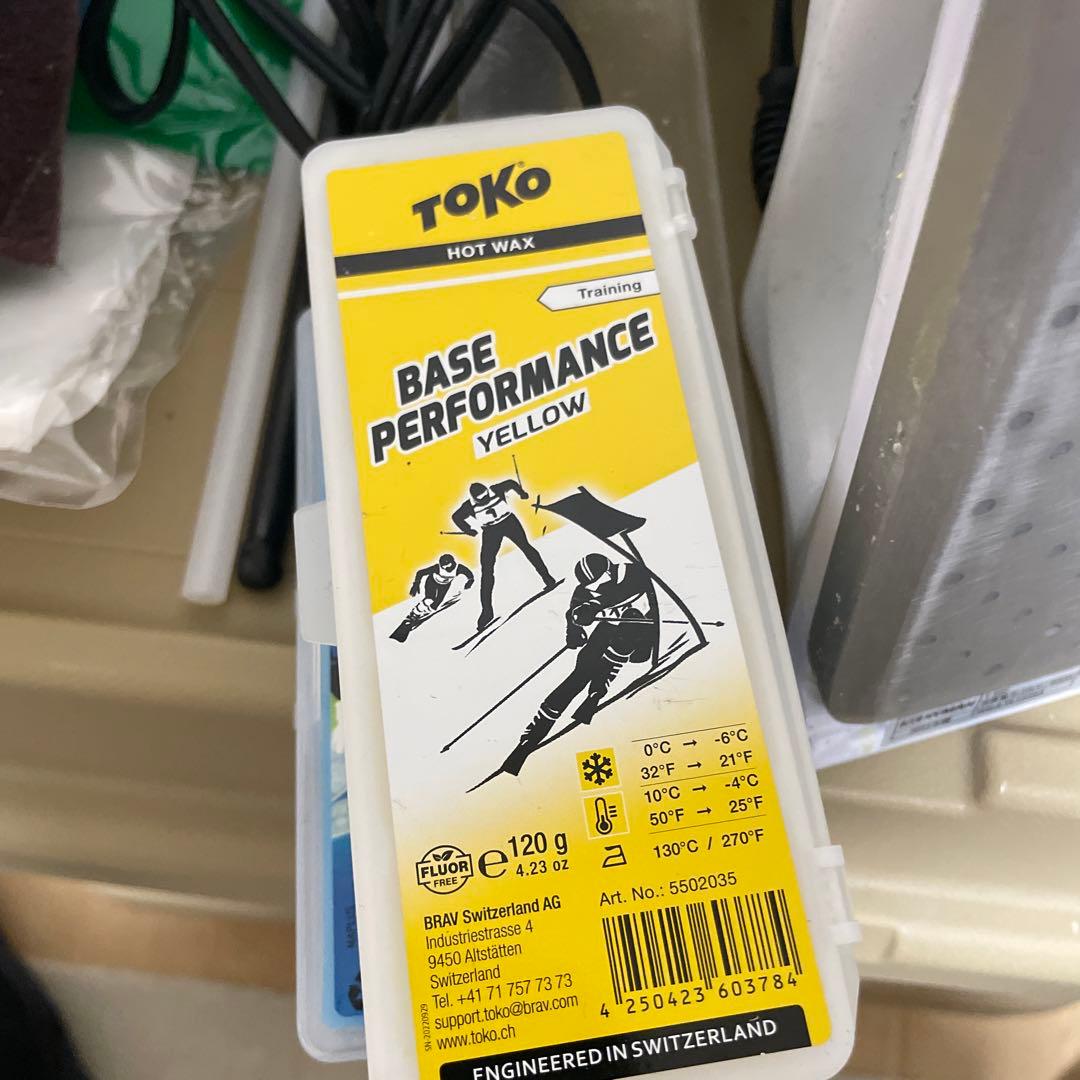 TOKO
HOT WAX
Training
BASE
PERFORMANCE
YELLOW
0°C → -6°C
32°F → 21°F
10°C → -4°C
50°F → 25°F
130°C / 270°F
FLUOR
FREE
e 120 g
4.23 oz
Art. No.: 5502035
BRAV Switzerland AG
Industriestrasse 4
9450 Altstätten
Switzerland
Tel. +41 71 757 73 73
support.toko@brav.com
www.toko.ch
SN-20220929
4 250423 603784
ENGINEERED IN SWITZERLAND